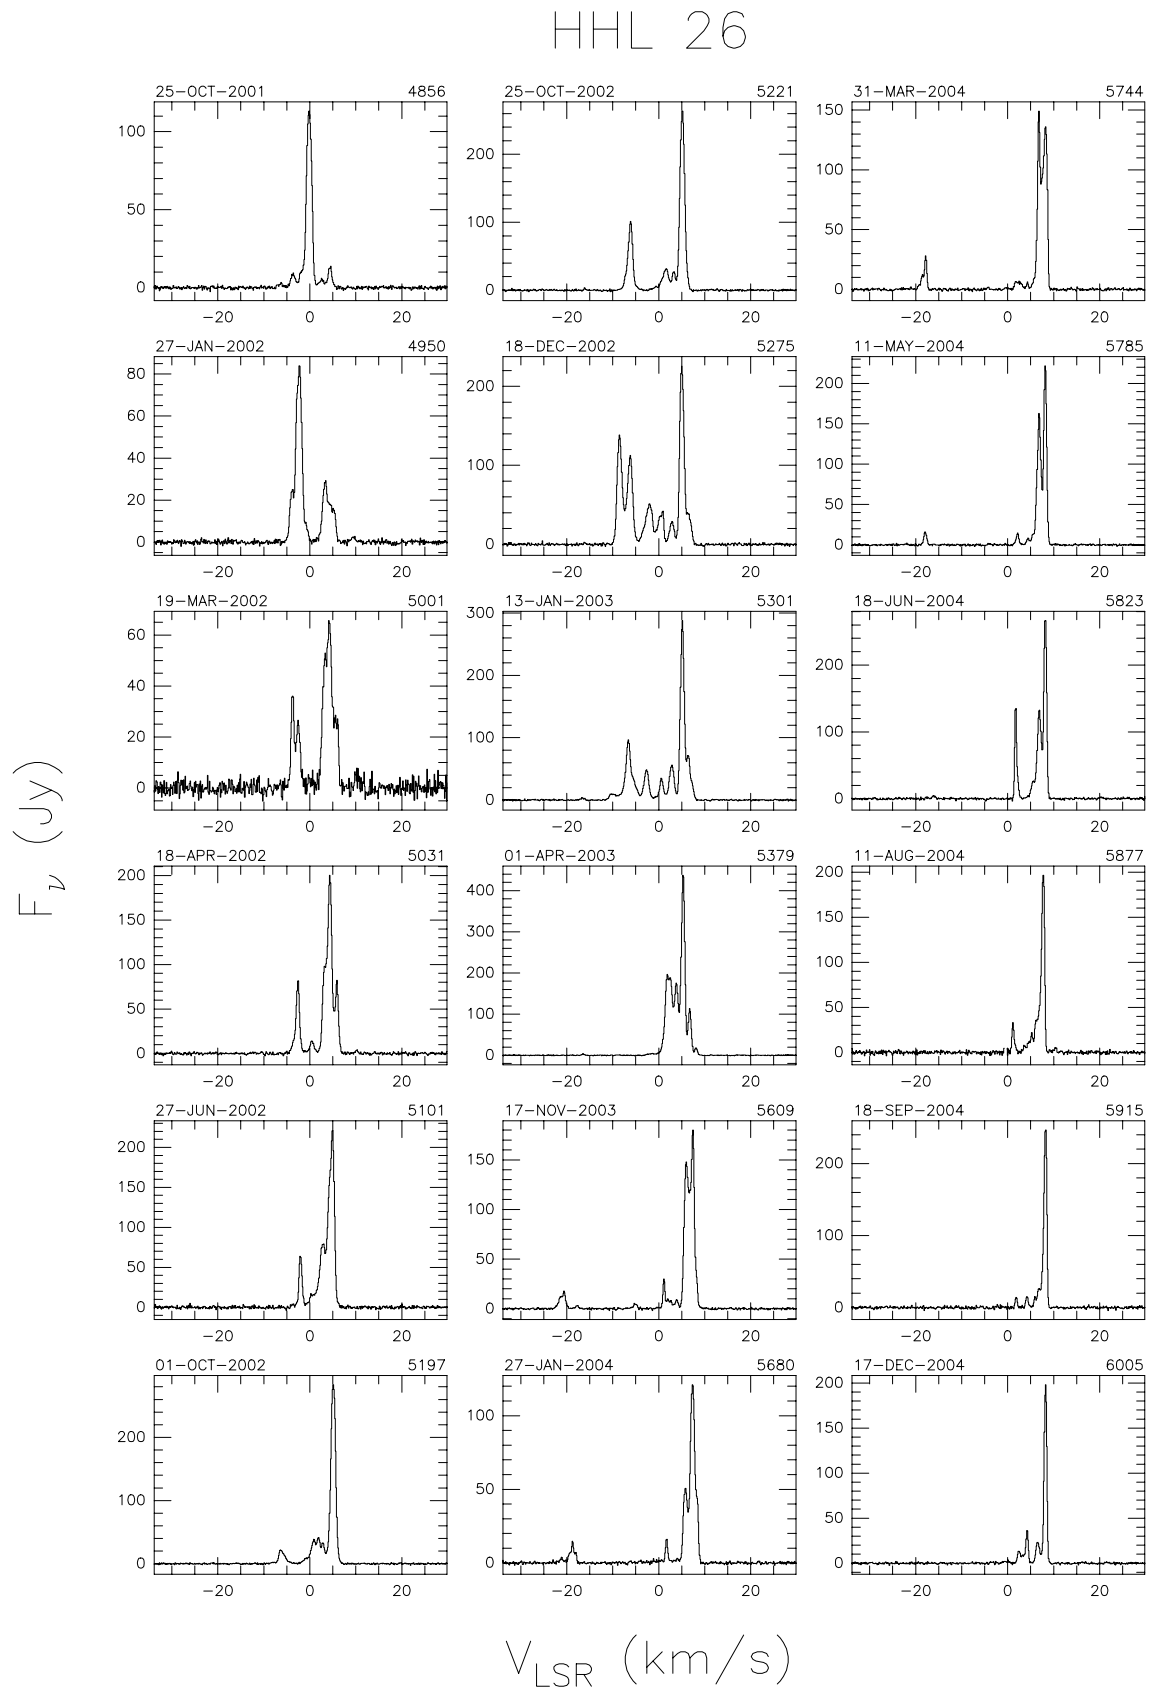 HHL 26
25-OCT-2001 4856 25-OCT-2002 5221 31-MAR-2004 5744
100
50
0
-20 0 20
200
100
0
-20 0 20
150
100
50
0
-20 0 20
27-JAN-2002 4950 18-DEC-2002 5275 11-MAY-2004 5785
80
60
40
20
0
-20 0 20
200
100
0
-20 0 20
200
150
100
50
0
-20 0 20
19-MAR-2002 5001 13-JAN-2003 5301 18-JUN-2004 5823
60
40
20
0
-20 0 20
300
200
100
0
-20 0 20
200
100
0
-20 0 20
18-APR-2002 5031 01-APR-2003 5379 11-AUG-2004 5877
200
150
100
50
0
-20 0 20
400
300
200
100
0
-20 0 20
200
150
100
50
0
-20 0 20
27-JUN-2002 5101 17-NOV-2003 5609 18-SEP-2004 5915
200
150
100
50
0
-20 0 20
150
100
50
0
-20 0 20
200
100
0
-20 0 20
01-OCT-2002 5197 27-JAN-2004 5680 17-DEC-2004 6005
200
100
0
-20 0 20
100
50
0
-20 0 20
200
150
100
50
0
-20 0 20
F_ν (Jy)
V_LSR (km/s)